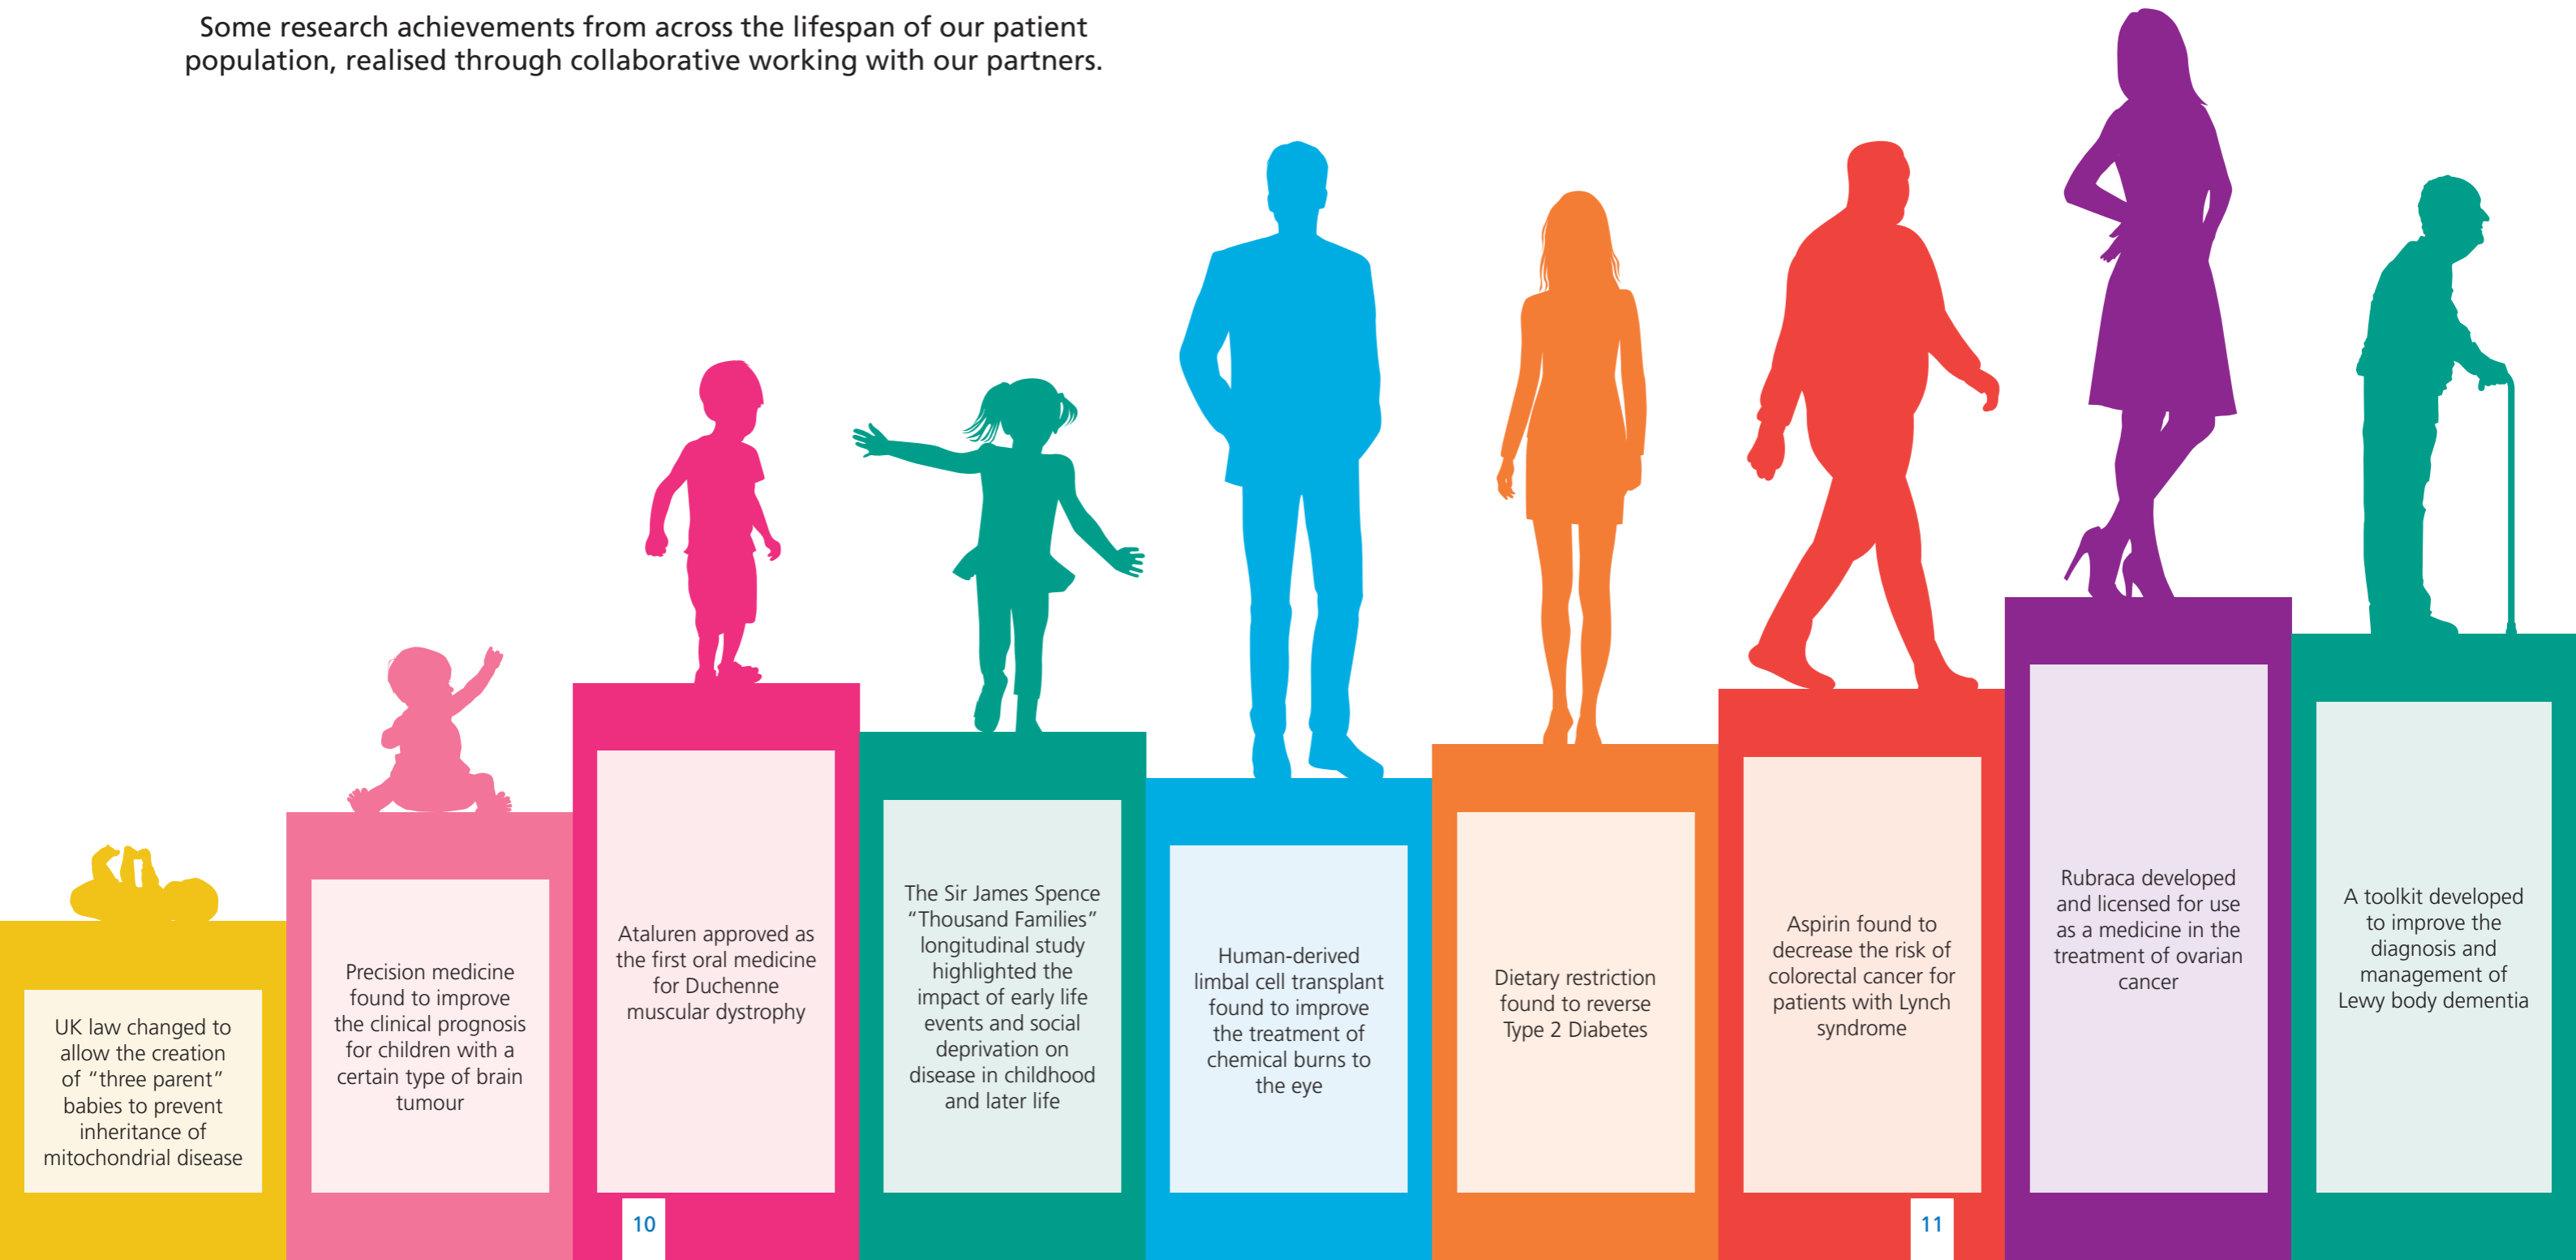 Some research achievements from across the lifespan of our patient
population, realised through collaborative working with our partners.
UK law changed to
allow the creation
of “three parent”
babies to prevent
inheritance of
mitochondrial disease
Precision medicine
found to improve
the clinical prognosis
for children with a
certain type of brain
tumour
Ataluren approved as
the first oral medicine
for Duchenne
muscular dystrophy
The Sir James Spence
“Thousand Families”
longitudinal study
highlighted the
impact of early life
events and social
deprivation on
disease in childhood
and later life
Human-derived
limbal cell transplant
found to improve
the treatment of
chemical burns to
the eye
Dietary restriction
found to reverse
Type 2 Diabetes
Aspirin found to
decrease the risk of
colorectal cancer for
patients with Lynch
syndrome
Rubraca developed
and licensed for use
as a medicine in the
treatment of ovarian
cancer
A toolkit developed
to improve the
diagnosis and
management of
Lewy body dementia
10
11